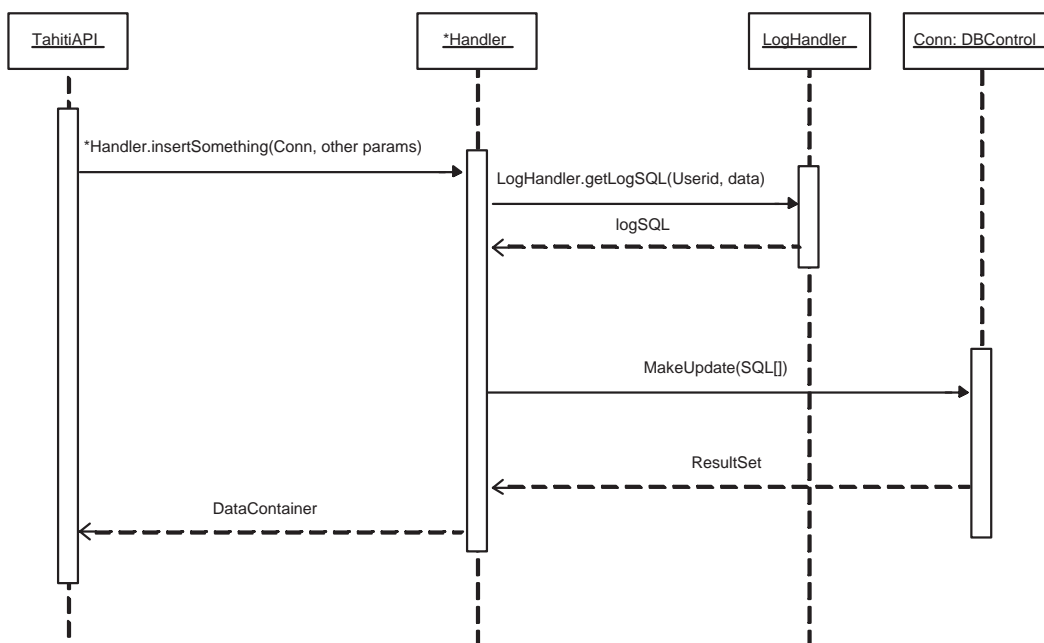 TahitiAPI
*Handler
LogHandler
Conn: DBControl
*Handler.insertSomething(Conn, other params)
LogHandler.getLogSQL(Userid, data)
logSQL
MakeUpdate(SQL[])
ResultSet
DataContainer